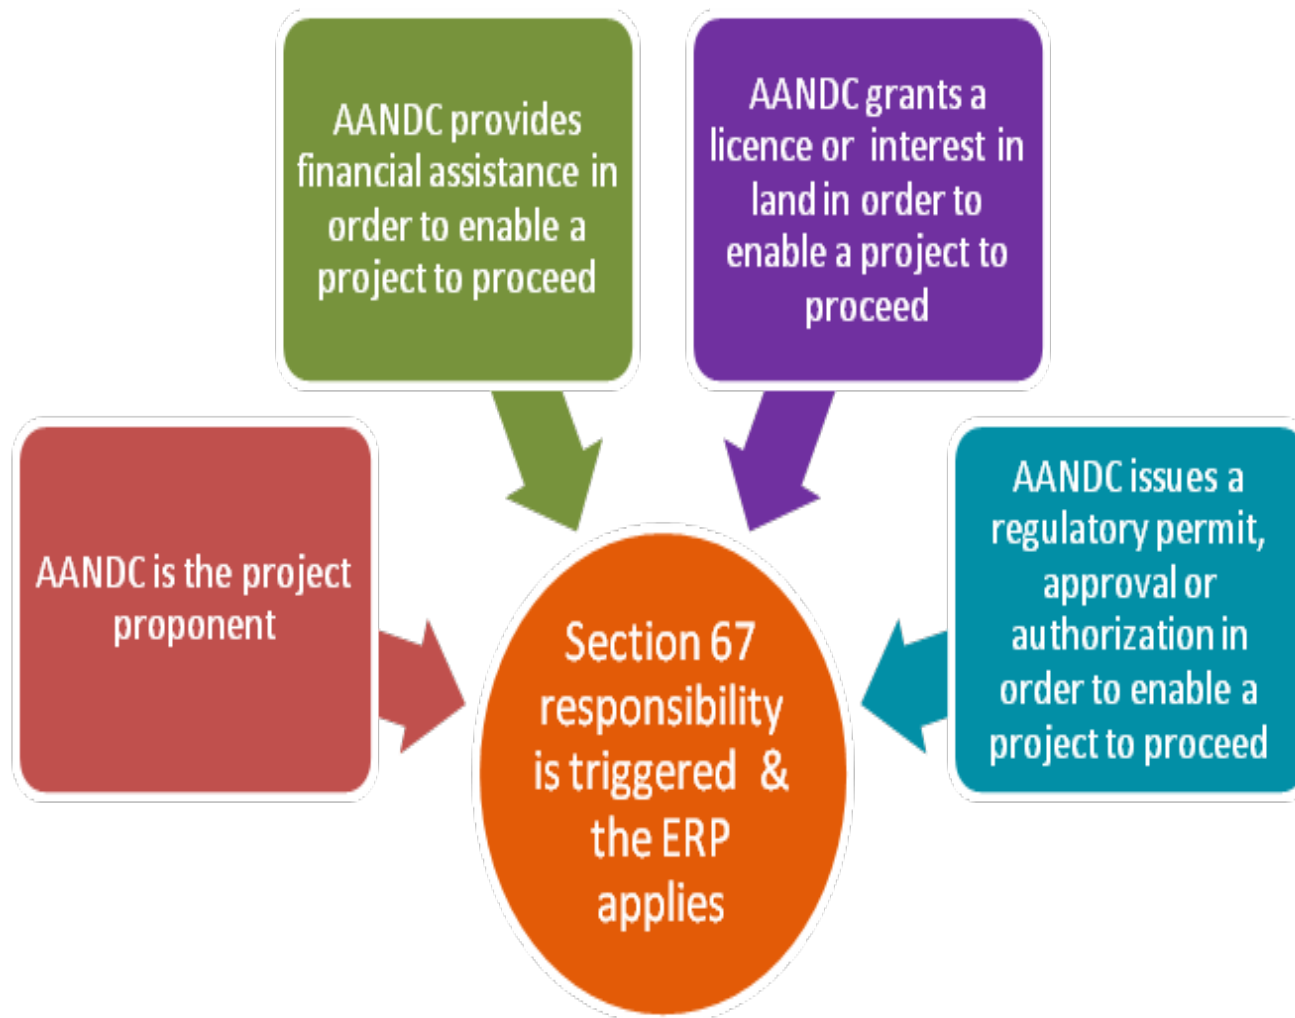 AANDC provides
financial assistance in
order to enable a
project to proceed
AANDC grants a
licence or interest in
land in order to
enable a project to
proceed
AANDC is the project
proponent
AANDC issues a
regulatory permit,
approval or
authorization in
order to enable a
project to proceed
Section 67
responsibility
is triggered &
the ERP
applies